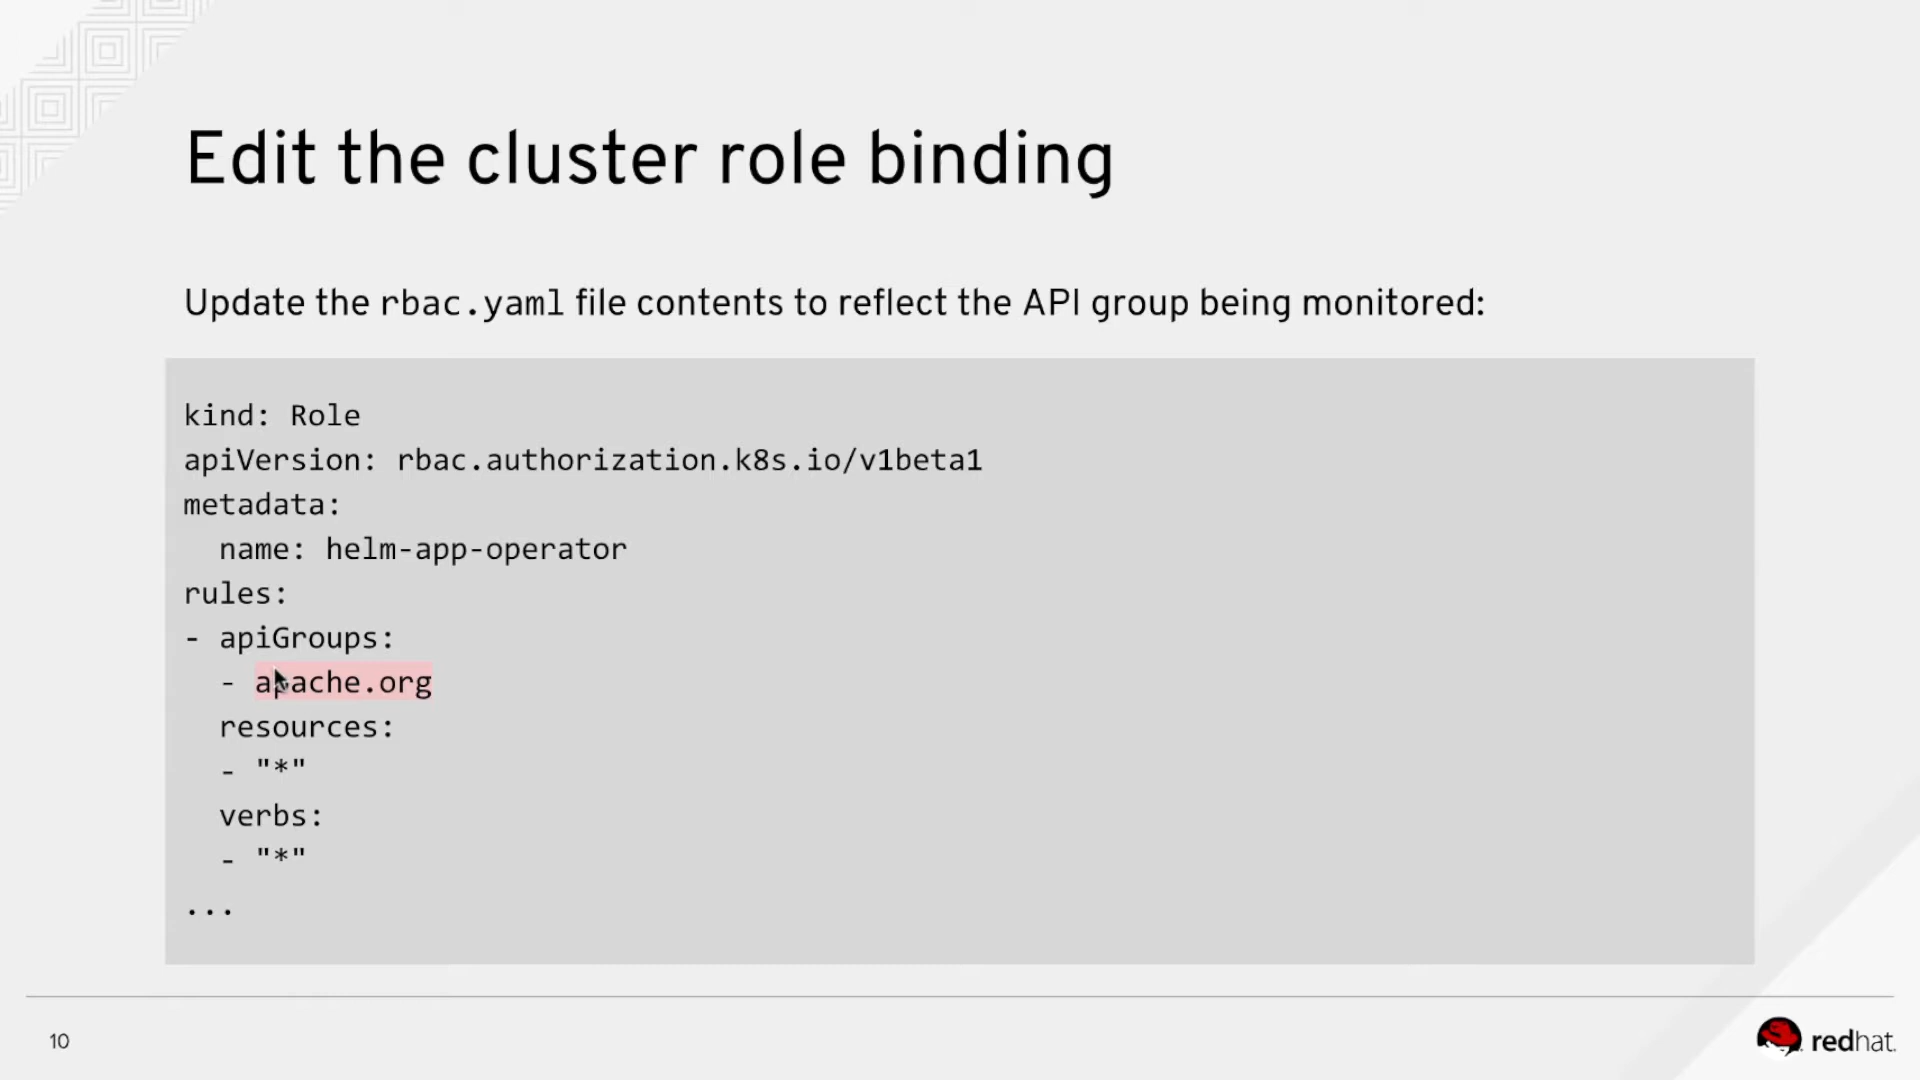 Edit the cluster role binding
Update the rbac.yaml file contents to reflect the API group being monitored:
kind: Role
apiVersion: rbac.authorization.k8s.io/v1beta1
metadata:
  name: helm-app-operator
rules:
- apiGroups:
  - apache.org
  resources:
  - "*"
  verbs:
  - "*"
...
10
redhat.